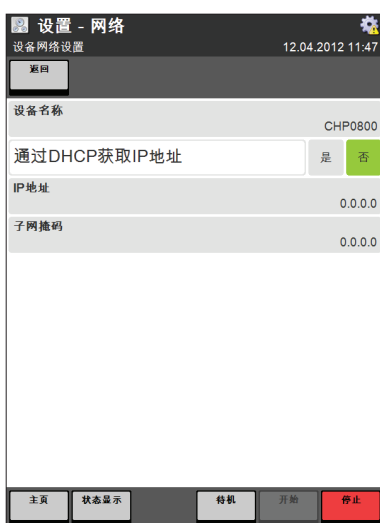 设置 - 网络
设备网络设置
12.04.2012 11:47
返回
设备名称
CHP0800
通过DHCP获取IP地址
是
否
IP地址
0.0.0.0
子网掩码
0.0.0.0
主页
状态显示
待机
开始
停止